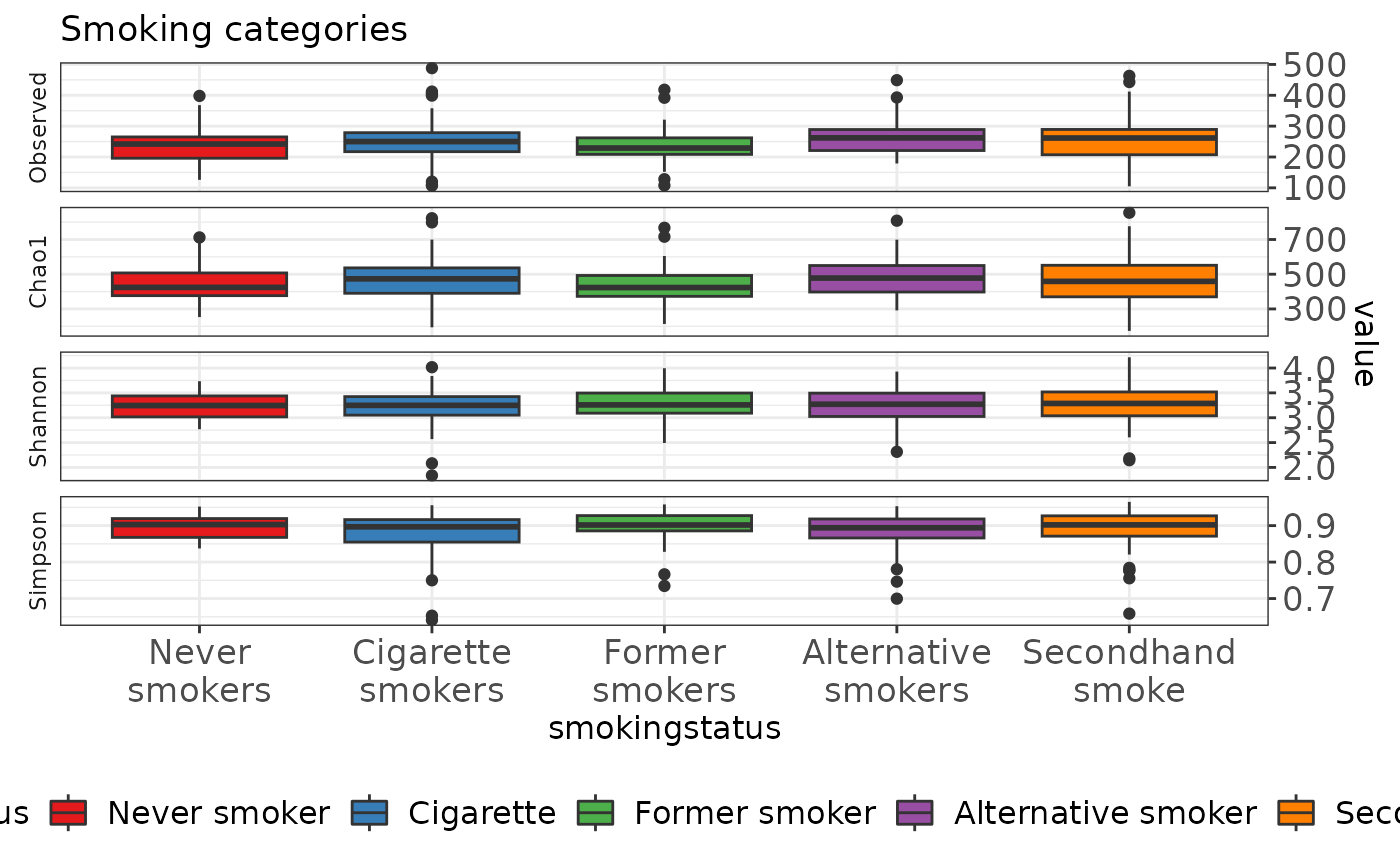 Smoking categories
Observed
500
400
300
200
100
Chao1
700
500
300
value
Shannon
4.0
3.5
3.0
2.5
2.0
Simpson
0.9
0.8
0.7
Never smokers
Cigarette smokers
Former smokers
Alternative smokers
Secondhand smoke
smokingstatus
us Never smoker Cigarette Former smoker Alternative smoker Seco